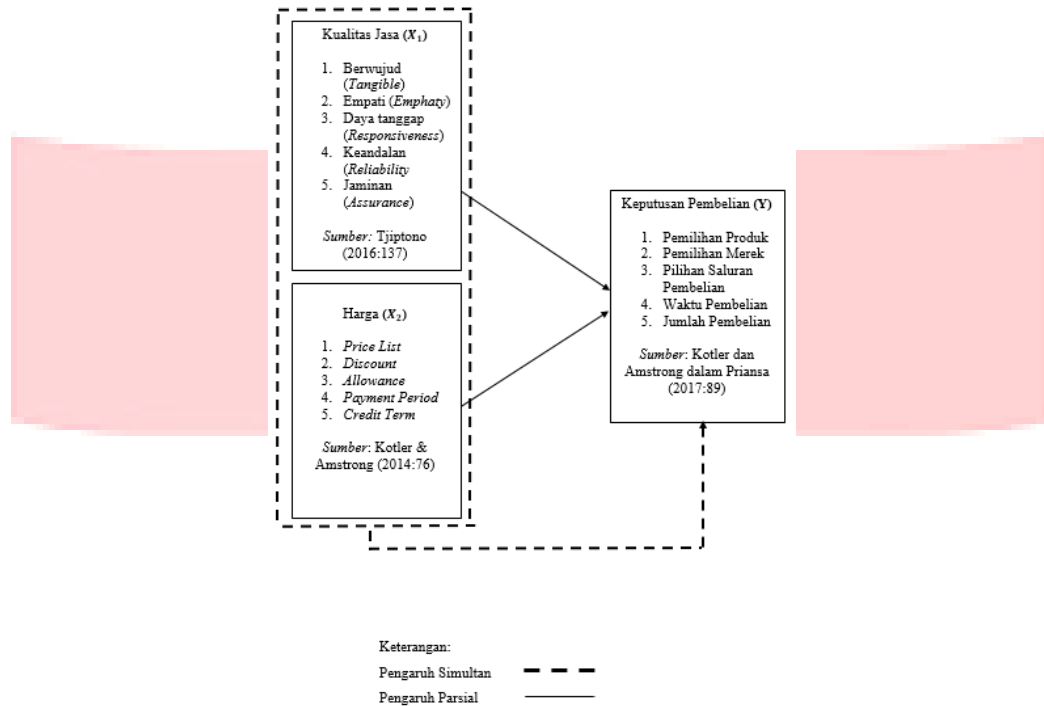 Kualitas Jasa (X₁)
1. Berwujud
(Tangible)
2. Empati (Emphaty)
3. Daya tanggap
(Responsiveness)
4. Keandalan
(Reliability
5. Jaminan
(Assurance)
Sumber: Tjiptono
(2016:137)
Harga (X₂)
1. Price List
2. Discount
3. Allowance
4. Payment Period
5. Credit Term
Sumber: Kotler &
Amstrong (2014:76)
Keputusan Pembelian (Y)
1. Pemilihan Produk
2. Pemilihan Merek
3. Pilihan Saluran
Pembelian
4. Waktu Pembelian
5. Jumlah Pembelian
Sumber: Kotler dan
Amstrong dalam Priansa
(2017:89)
Keterangan:
Pengaruh Simultan
Pengaruh Parsial